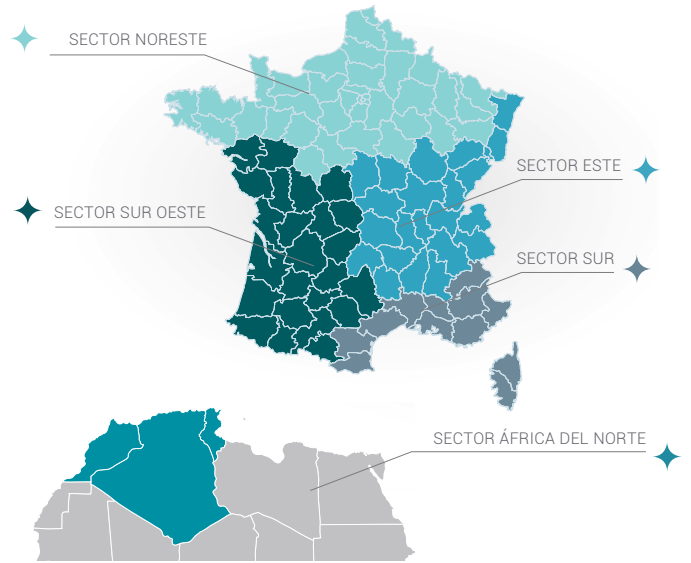 SECTOR NORESTE
SECTOR ESTE
SECTOR SUR OESTE
SECTOR SUR
SECTOR ÁFRICA DEL NORTE